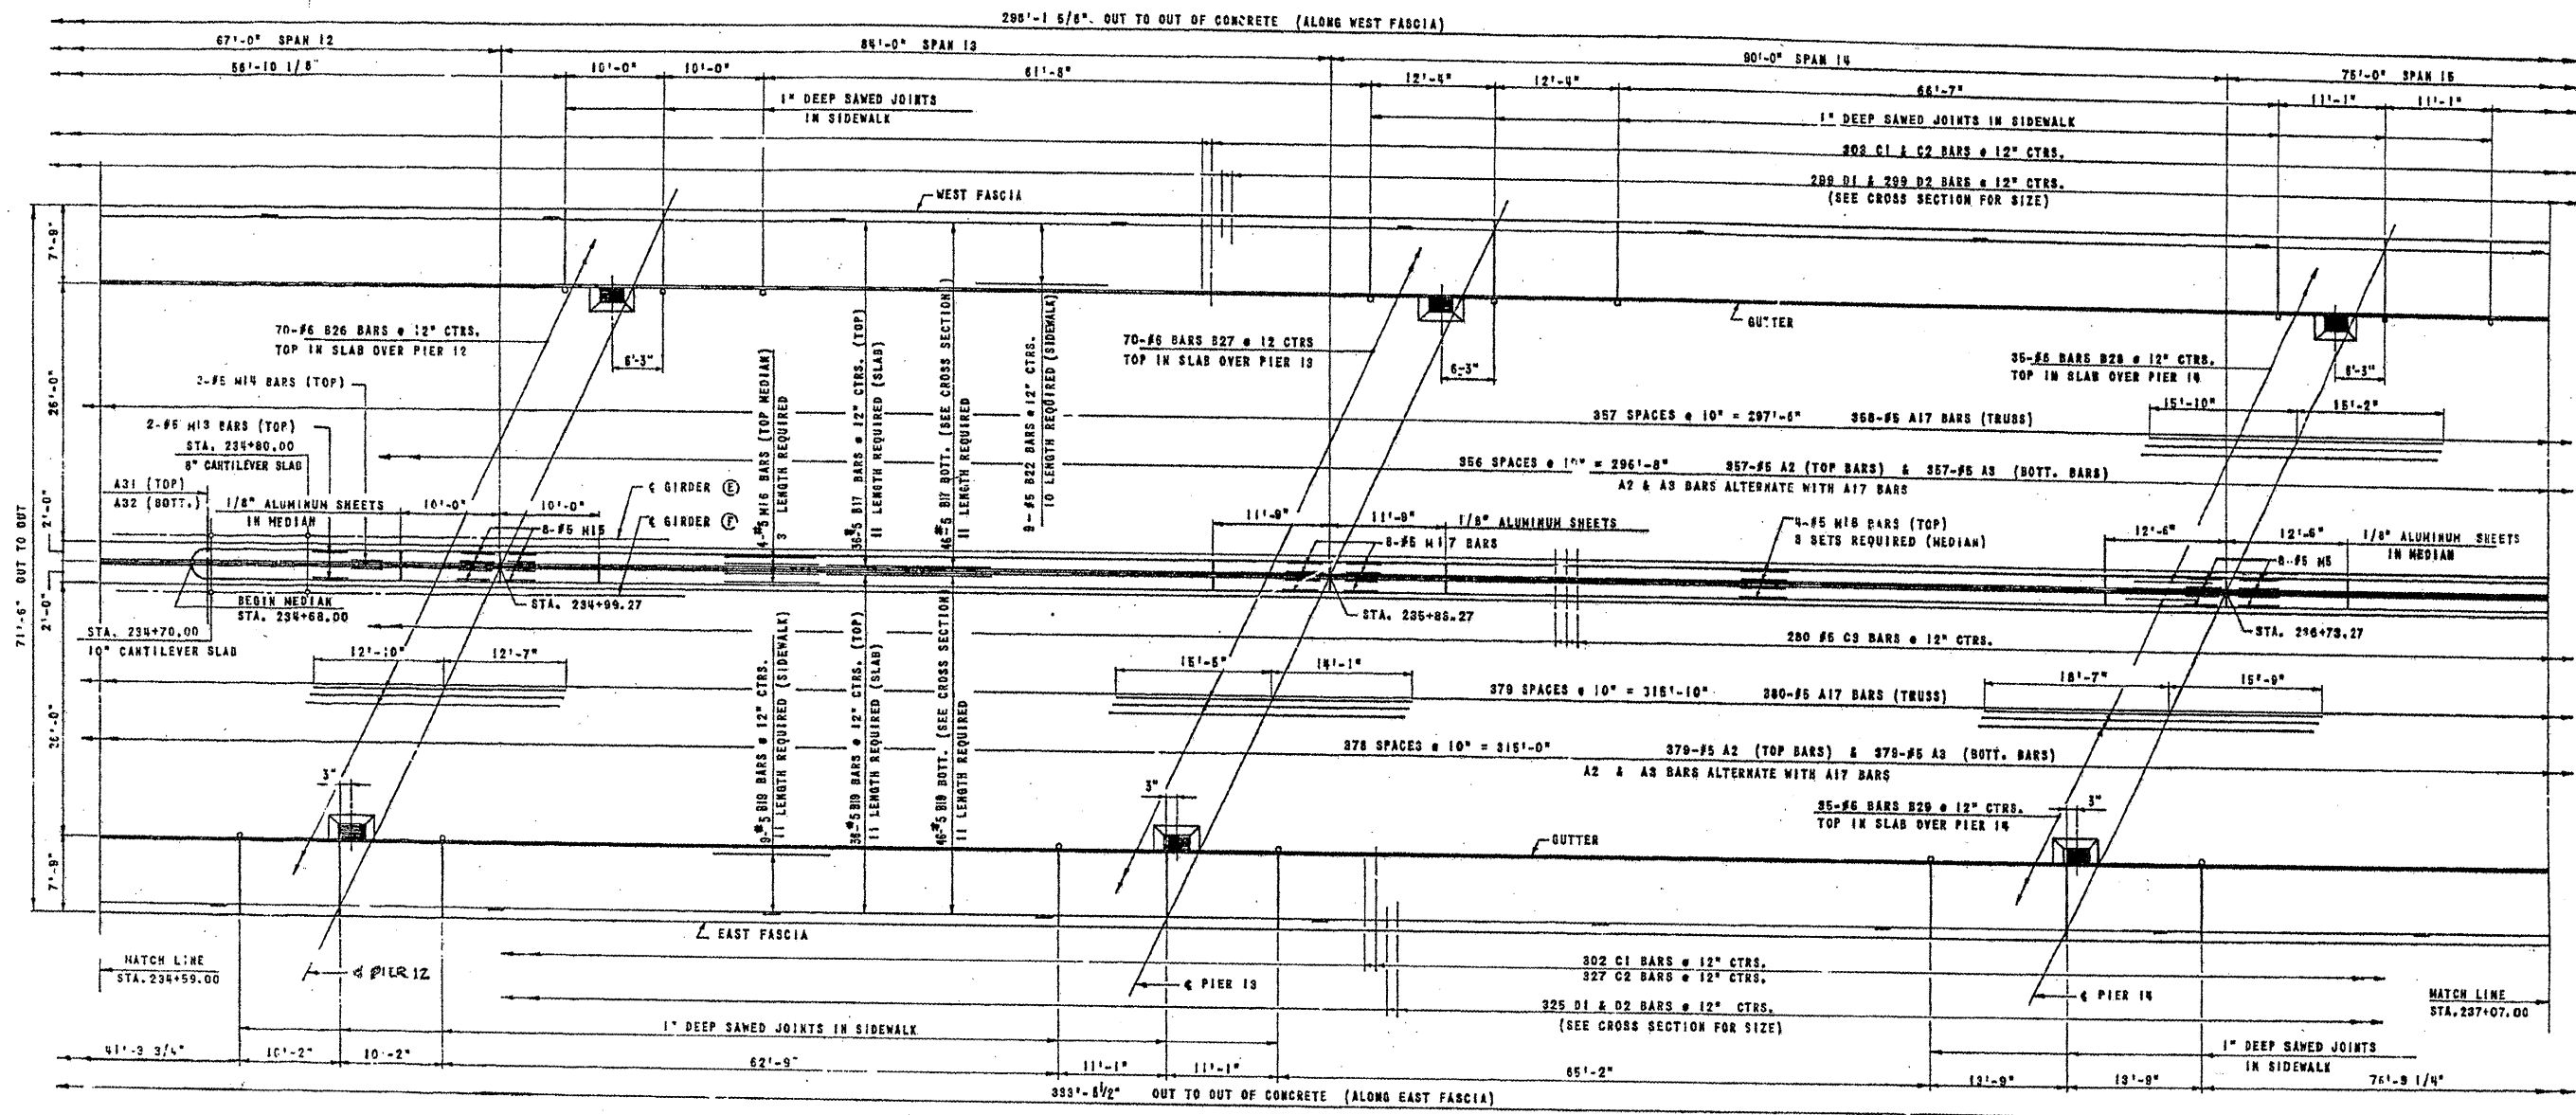 298'-1 5/8". OUT TO OUT OF CONCRETE (ALONG WEST FASCIA)
67'-0" SPAN 12
84'-0" SPAN 13
90'-0" SPAN 14
75'-0" SPAN 15
56'-10 1/8"
10'-0"
10'-0"
61'-8"
12'-4"
12'-4"
66'-7"
11'-1"
11'-1"
1" DEEP SAWED JOINTS
IN SIDEWALK
1" DEEP SAWED JOINTS IN SIDEWALK
303 C1 & C2 BARS @ 12" CTRS.
299 D1 & 299 D2 BARS @ 12" CTRS.
(SEE CROSS SECTION FOR SIZE)
WEST FASCIA
7'-9"
26'-0"
2'-0"
2'-0"
26'-0"
7'-9"
71'-6" OUT TO OUT
70-#6 B26 BARS @ 12" CTRS.
TOP IN SLAB OVER PIER 12
6'-3"
70-#6 BARS B27 @ 12 CTRS
TOP IN SLAB OVER PIER 13
6-3"
GUTTER
35-#6 BARS B28 @ 12" CTRS.
TOP IN SLAB OVER PIER 14
6'-3"
2-#5 M14 BARS (TOP)
2-#5 M13 BARS (TOP)
STA. 234+80.00
8" CANTILEVER SLAB
A31 (TOP)
A32 (BOTT.)
1/8" ALUMINUM SHEETS
IN MEDIAN
10'-0"
10'-0"
8-#5 M15
℄ GIRDER E
℄ GIRDER F
4-#5 M16 BARS (TOP MEDIAN)
3 LENGTH REQUIRED
36-#5 B17 BARS @ 12" CTRS. (TOP)
11 LENGTH REQUIRED (SLAB)
46-#5 B17 BOTT. (SEE CROSS SECTION)
11 LENGTH REQUIRED
9-#5 B22 BARS @ 12" CTRS.
10 LENGTH REQUIRED (SIDEWALK)
357 SPACES @ 10" = 297'-6" 358-#5 A17 BARS (TRUSS)
15'-10"
15'-2"
356 SPACES @ 10" = 296'-8" 357-#5 A2 (TOP BARS) & 357-#5 A3 (BOTT. BARS)
A2 & A3 BARS ALTERNATE WITH A17 BARS
11'-9"
11'-9"
1/8" ALUMINUM SHEETS
8-#5 M17 BARS
4-#5 M18 BARS (TOP)
3 SETS REQUIRED (MEDIAN)
12'-6"
12'-6"
1/8" ALUMINUM SHEETS
IN MEDIAN
8-#5 M5
BEGIN MEDIAN
STA. 234+68.00
STA. 234+99.27
STA. 235+83.27
STA. 236+73.27
STA. 234+70.00
10" CANTILEVER SLAB
280 #5 C3 BARS @ 12" CTRS.
12'-10"
12'-7"
15'-5"
14'-1"
18'-7"
15'-9"
379 SPACES @ 10" = 315'-10" 380-#5 A17 BARS (TRUSS)
378 SPACES @ 10" = 315'-0" 379-#5 A2 (TOP BARS) & 379-#5 A3 (BOTT. BARS)
A2 & A3 BARS ALTERNATE WITH A17 BARS
9-#5 B19 BARS @ 12" CTRS.
11 LENGTH REQUIRED (SIDEWALK)
36-#5 B19 BARS @ 12" CTRS. (TOP)
11 LENGTH REQUIRED (SLAB)
46-#5 B19 BOTT. (SEE CROSS SECTION)
11 LENGTH REQUIRED
3"
3"
3"
35-#6 BARS B29 @ 12" CTRS.
TOP IN SLAB OVER PIER 14
GUTTER
EAST FASCIA
MATCH LINE
STA. 234+59.00
℄ PIER 12
℄ PIER 13
℄ PIER 14
302 C1 BARS @ 12" CTRS.
327 C2 BARS @ 12" CTRS.
325 D1 & D2 BARS @ 12" CTRS.
(SEE CROSS SECTION FOR SIZE)
MATCH LINE
STA. 237+07.00
1" DEEP SAWED JOINTS IN SIDEWALK
1" DEEP SAWED JOINTS
IN SIDEWALK
41'-3 3/4"
10'-2"
10'-2"
62'-9"
11'-1"
11'-1"
65'-2"
13'-9"
13'-9"
76'-9 1/4"
333'-5 1/2" OUT TO OUT OF CONCRETE (ALONG EAST FASCIA)